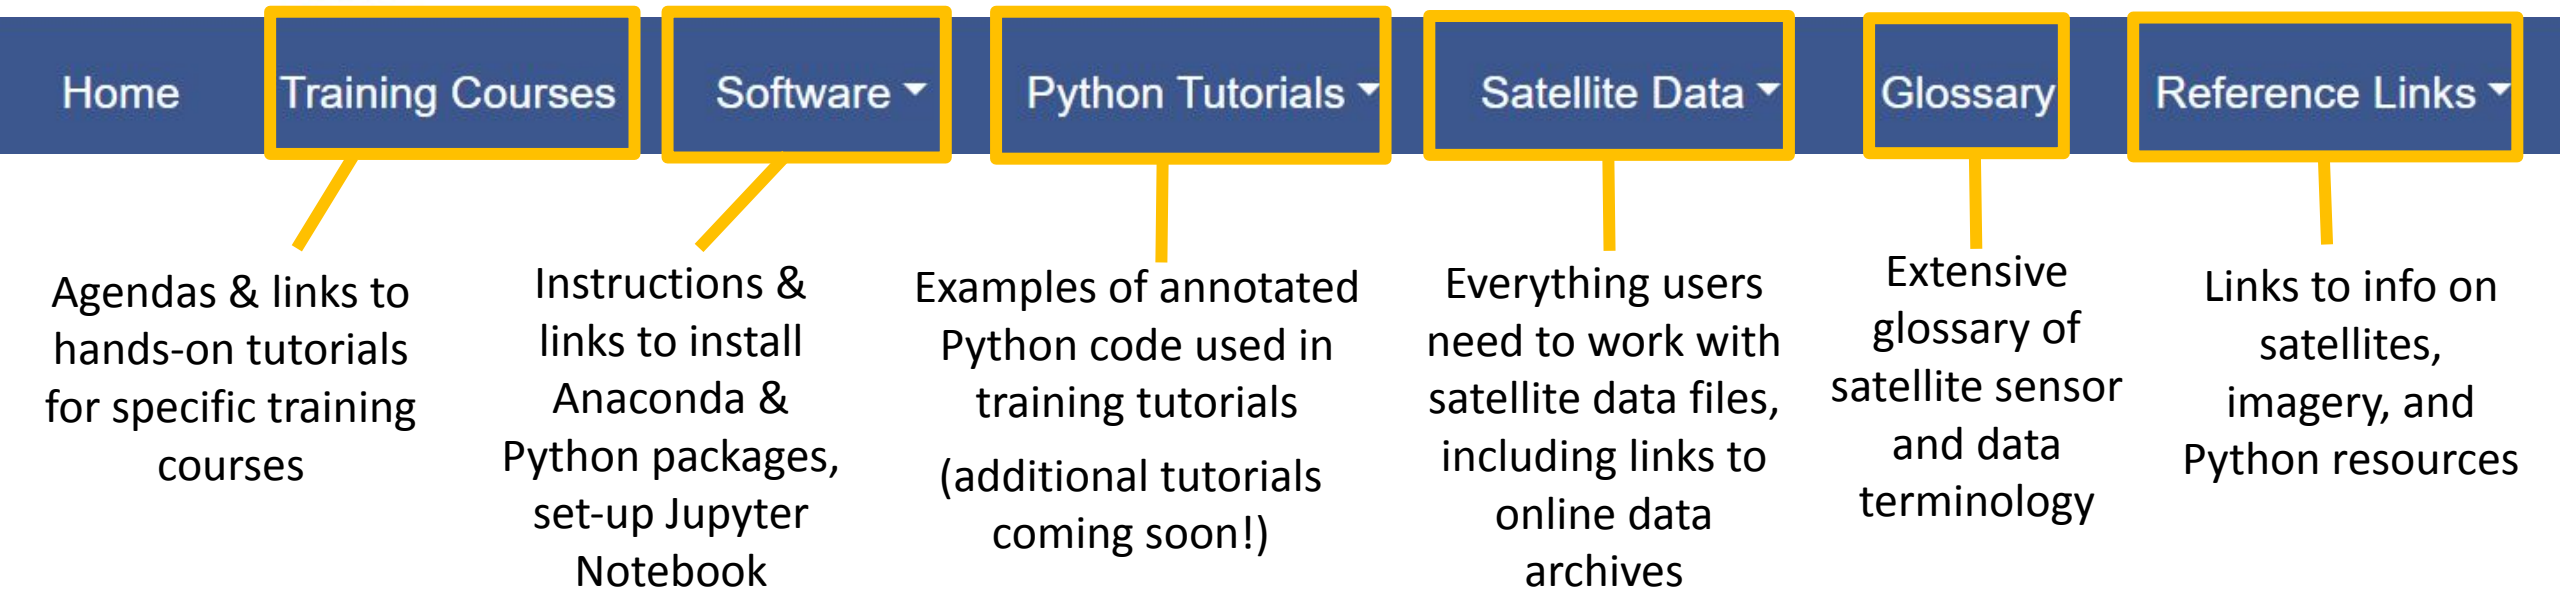 Home Training Courses Software Python Tutorials Satellite Data Glossary Reference Links
Agendas & links to
hands-on tutorials
for specific training
courses
Instructions &
links to install
Anaconda &
Python packages,
set-up Jupyter
Notebook
Examples of annotated
Python code used in
training tutorials
(additional tutorials
coming soon!)
Everything users
need to work with
satellite data files,
including links to
online data
archives
Extensive
glossary of
satellite sensor
and data
terminology
Links to info on
satellites,
imagery, and
Python resources